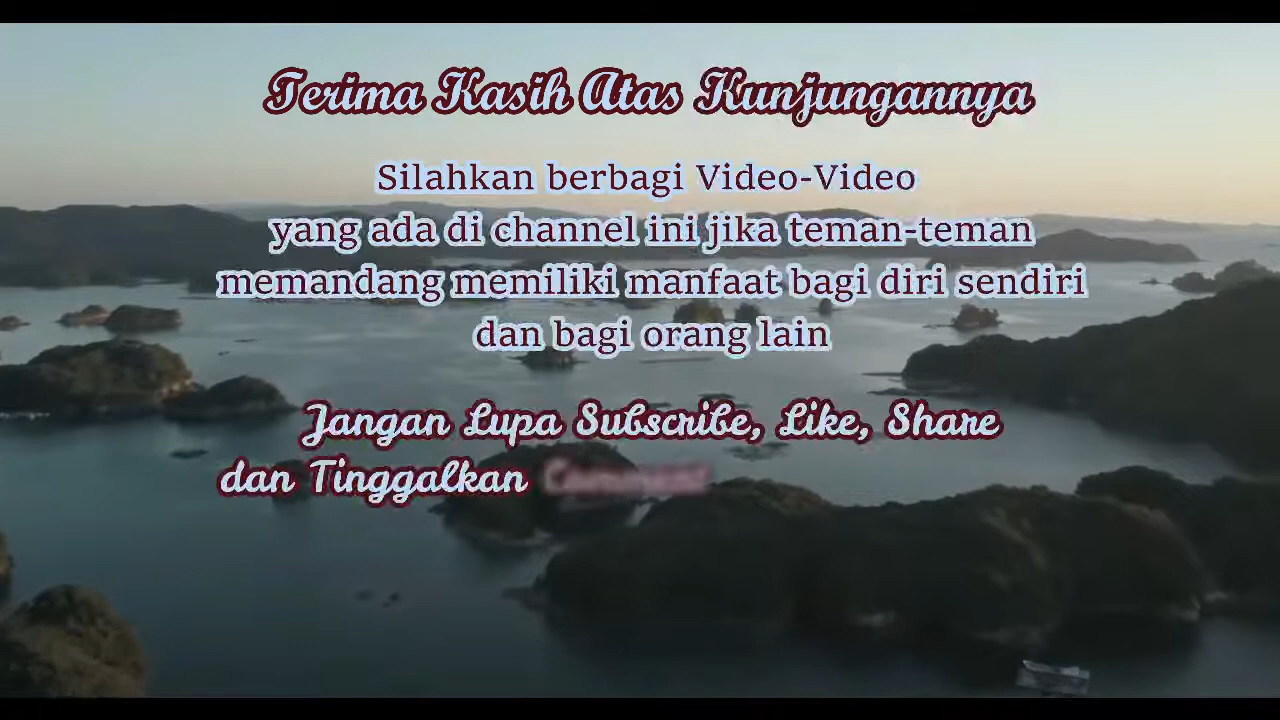 Terima Kasih Atas Kunjungannya
Silahkan berbagi Video-Video
yang ada di channel ini jika teman-teman
memandang memiliki manfaat bagi diri sendiri
dan bagi orang lain
Jangan Lupa Subscribe, Like, Share
dan Tinggalkan